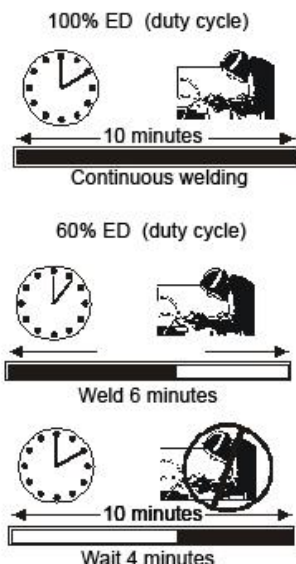 100% ED (duty cycle)
10 minutes
Continuous welding
60% ED (duty cycle)
Weld 6 minutes
10 minutes
Wait 4 minutes